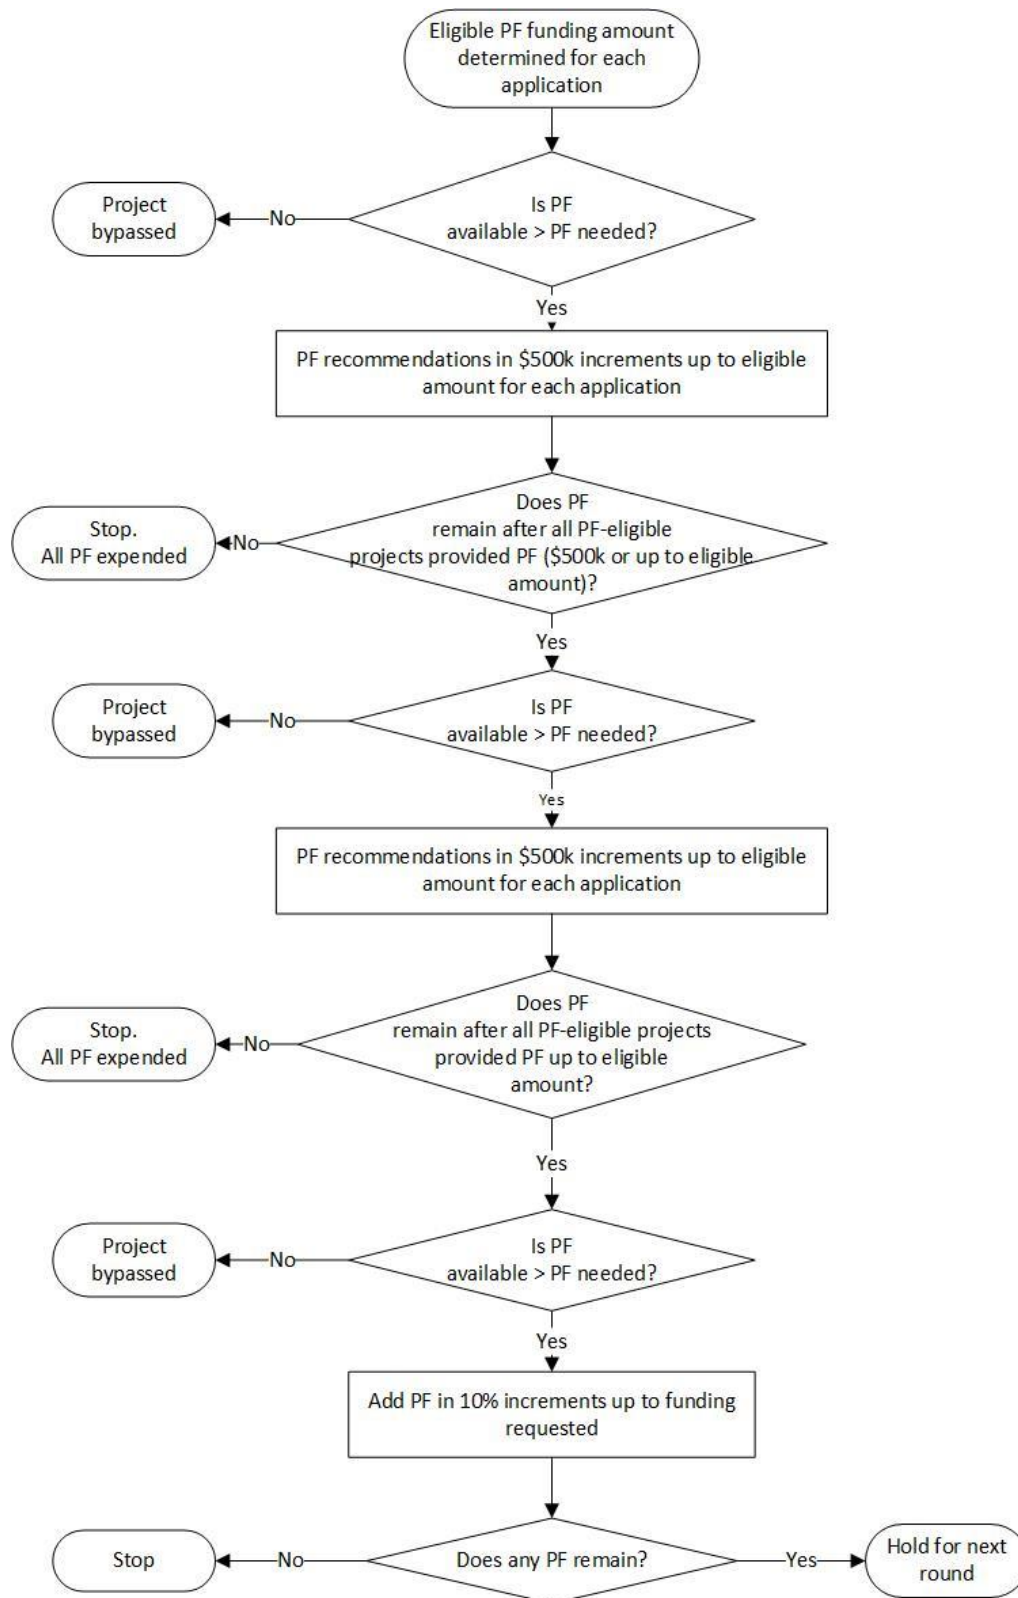 Eligible PF funding amount
determined for each
application
Is PF
available > PF needed?
No
Project
bypassed
Yes
PF recommendations in $500k increments up to eligible
amount for each application
Does PF
remain after all PF-eligible
projects provided PF ($500k or up to eligible
amount)?
No
Stop.
All PF expended
Yes
Is PF
available > PF needed?
No
Project
bypassed
Yes
PF recommendations in $500k increments up to eligible
amount for each application
Does PF
remain after all PF-eligible projects
provided PF up to eligible
amount?
No
Stop.
All PF expended
Yes
Is PF
available > PF needed?
No
Project
bypassed
Yes
Add PF in 10% increments up to funding
requested
Does any PF remain?
No
Stop
Yes
Hold for next
round